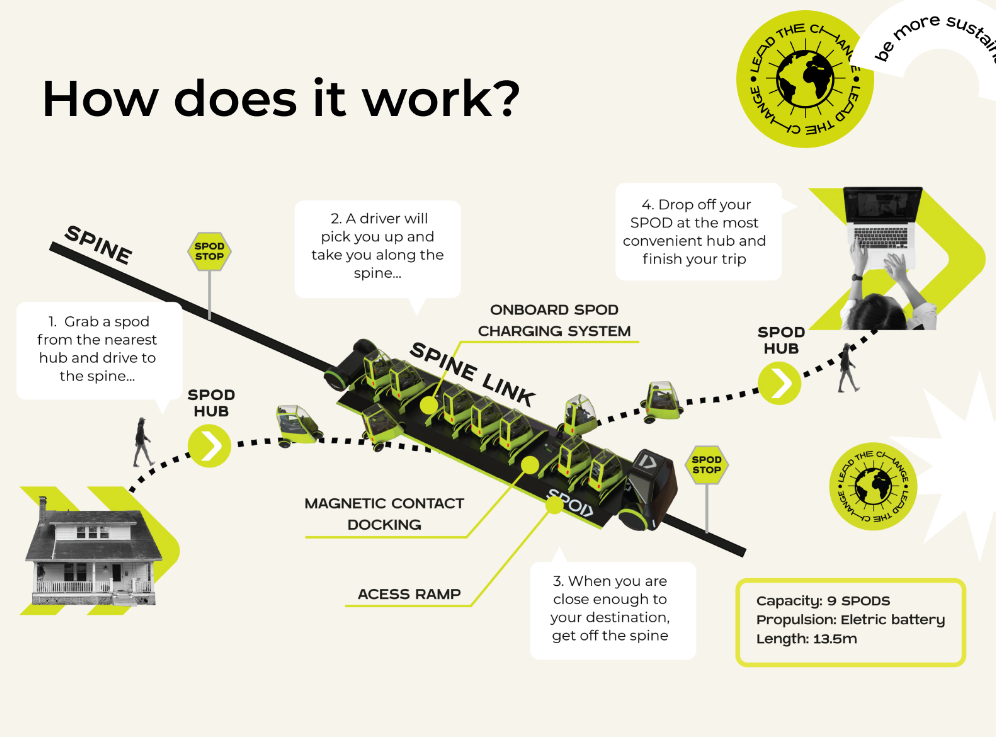 How does it work?
LEAD THE CHANGE • LEAD THE CHANGE •
be more sustain
SPINE
SPOD
STOP
2. A driver will
pick you up and
take you along the
spine...
4. Drop off your
SPOD at the most
convenient hub and
finish your trip
1. Grab a spod
from the nearest
hub and drive to
the spine...
ONBOARD SPOD
CHARGING SYSTEM
SPINE LINK
SPOD
HUB
SPOD
HUB
SPOD
STOP
SPOD
MAGNETIC CONTACT
DOCKING
ACESS RAMP
LEAD THE CHANGE • LEAD THE CHANGE •
3. When you are
close enough to
your destination,
get off the spine
Capacity: 9 SPODS
Propulsion: Eletric battery
Length: 13.5m